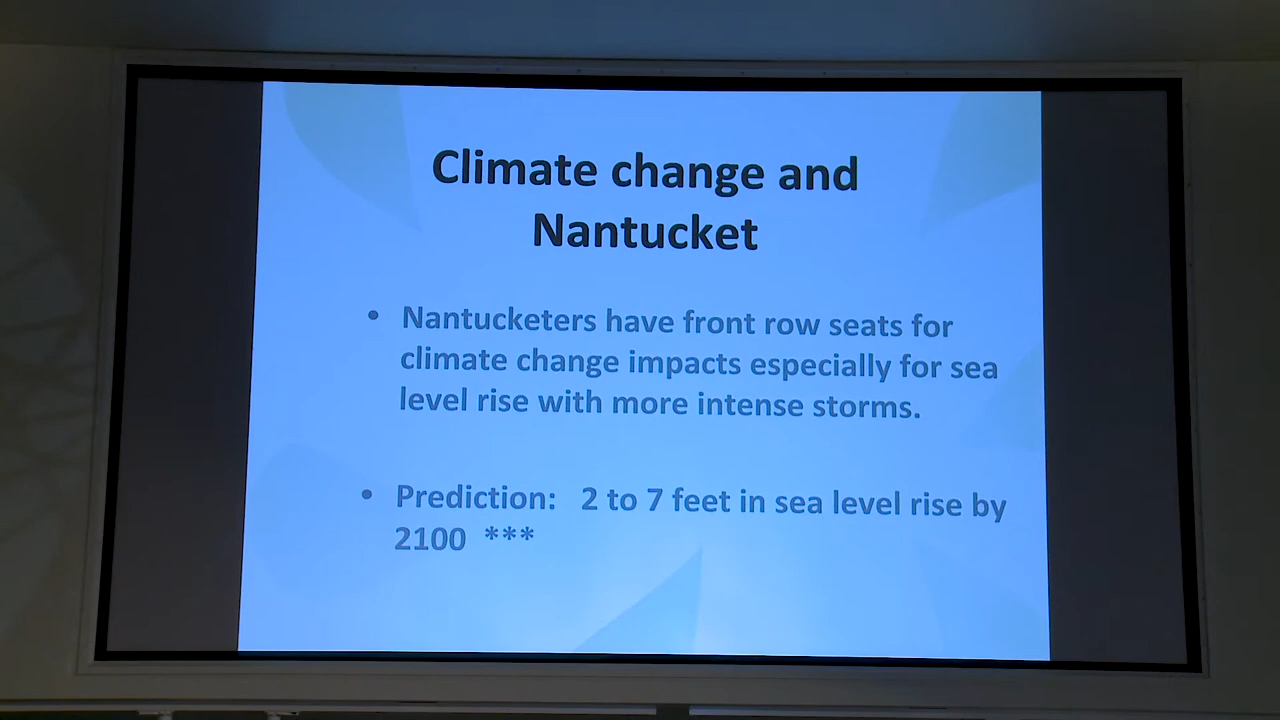 Climate change and
Nantucket
• Nantucketers have front row seats for
climate change impacts especially for sea
level rise with more intense storms.
• Prediction: 2 to 7 feet in sea level rise by
2100 ***